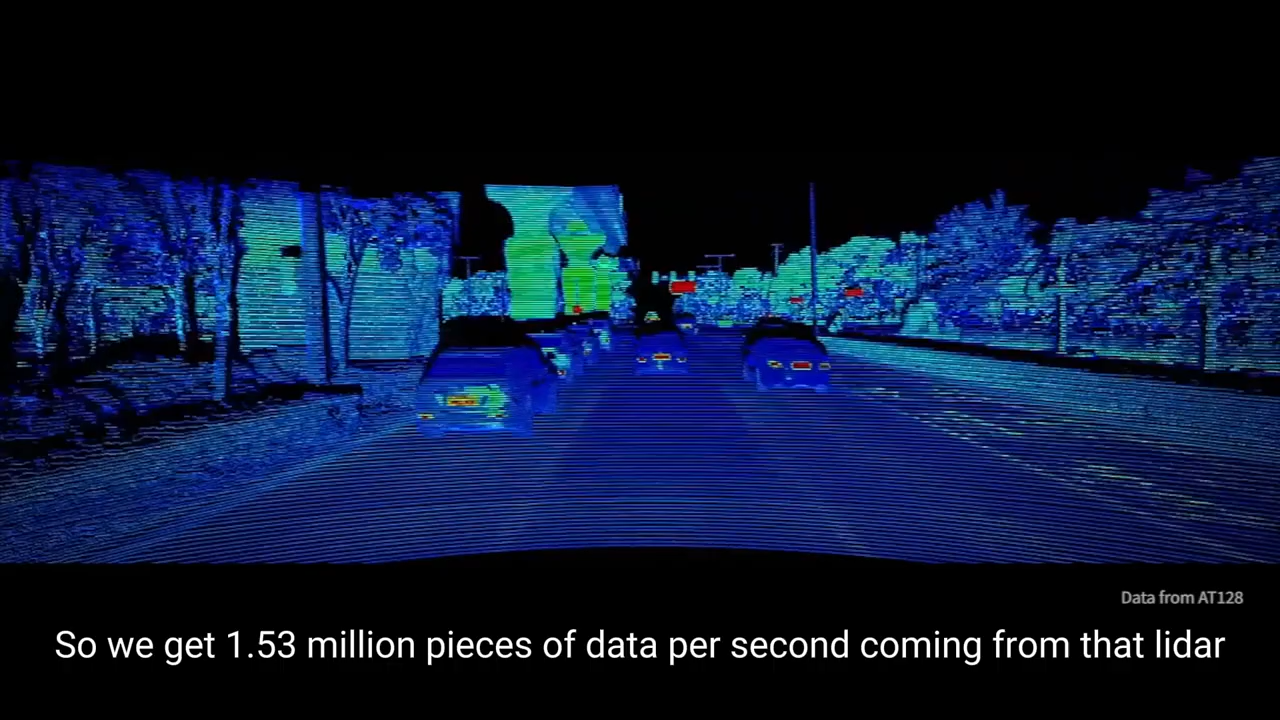 Data from AT128
So we get 1.53 million pieces of data per second coming from that lidar